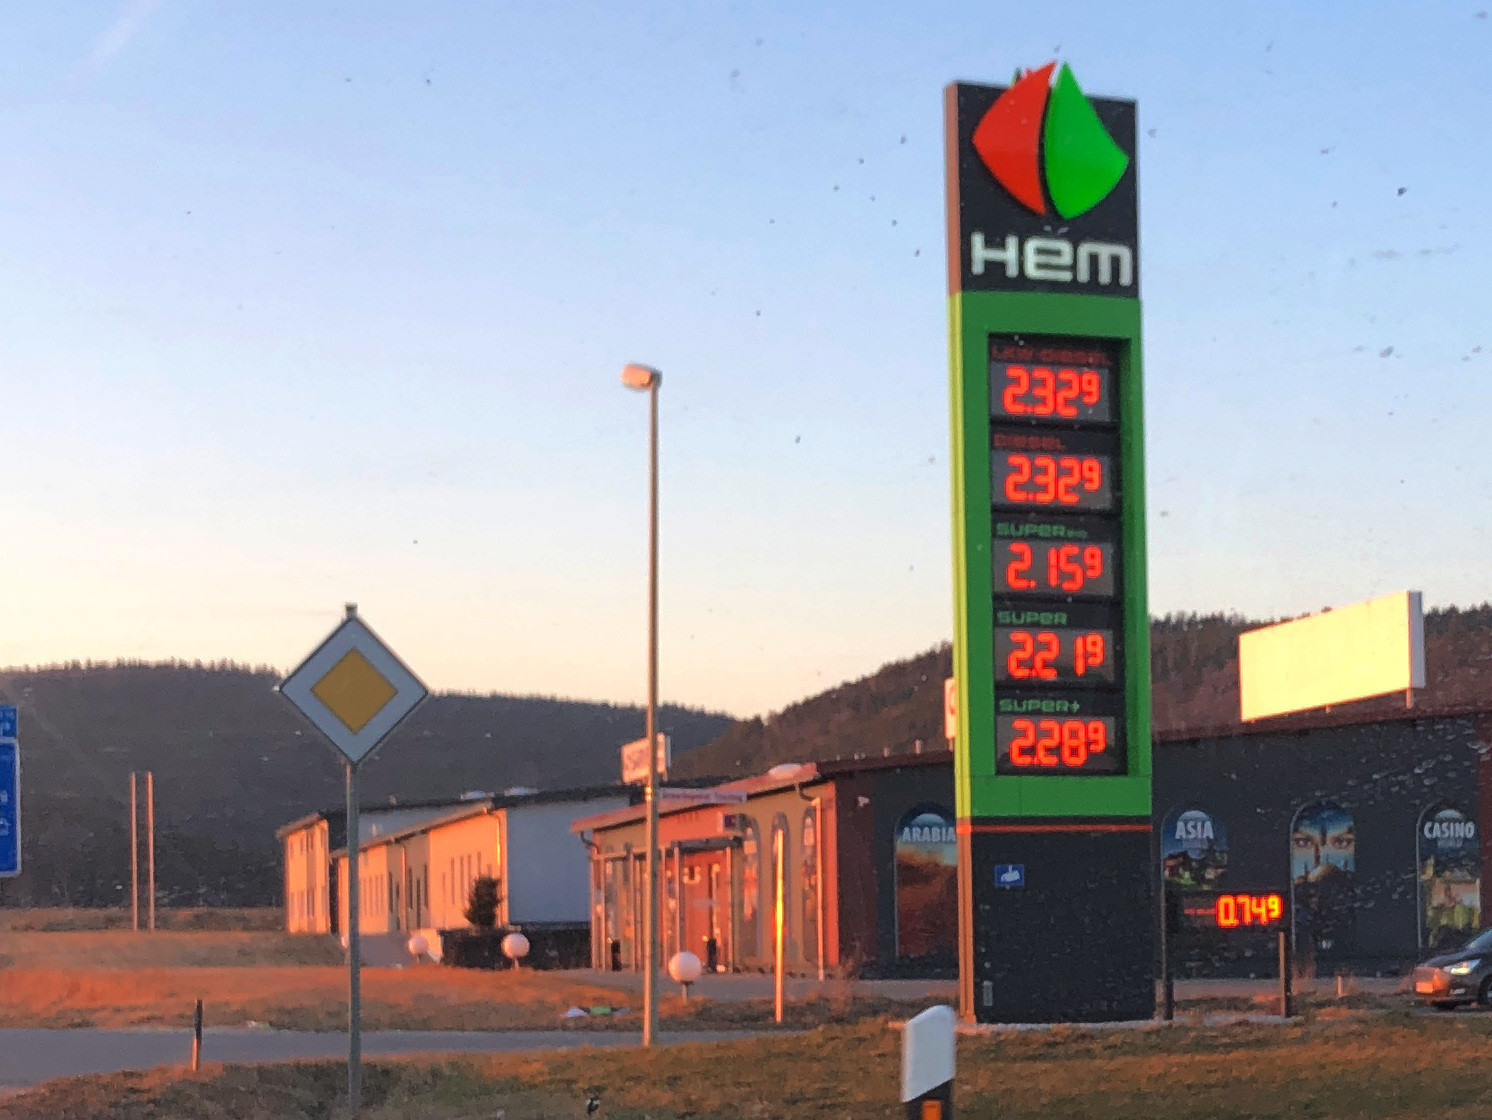 HEM
LKW DIESEL
2.32⁹
DIESEL
2.32⁹
SUPER
2.15⁹
SUPER
2.21⁹
SUPER+
2.28⁹
ARABIA
ASIA
CASINO
0.74⁹